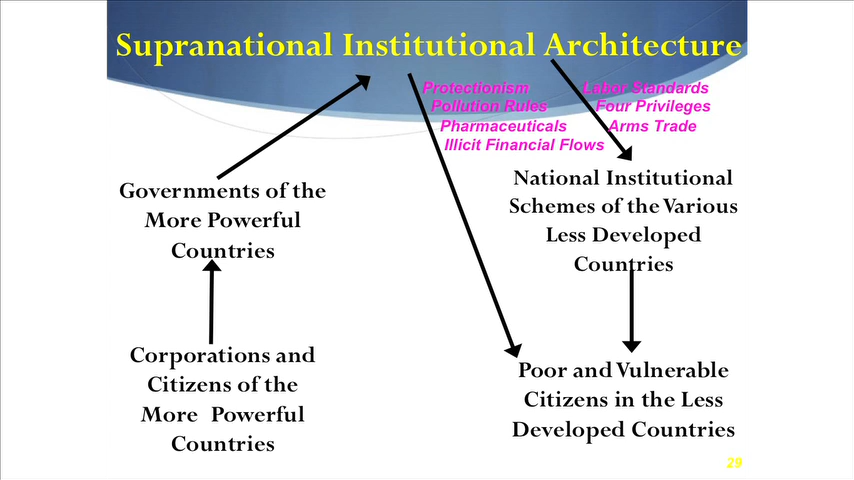 Supranational Institutional Architecture
Protectionism
Labor Standards
Pollution Rules
Four Privileges
Pharmaceuticals
Arms Trade
Illicit Financial Flows
Governments of the
More Powerful
Countries
National Institutional
Schemes of the Various
Less Developed
Countries
Corporations and
Citizens of the
More Powerful
Countries
Poor and Vulnerable
Citizens in the Less
Developed Countries
29